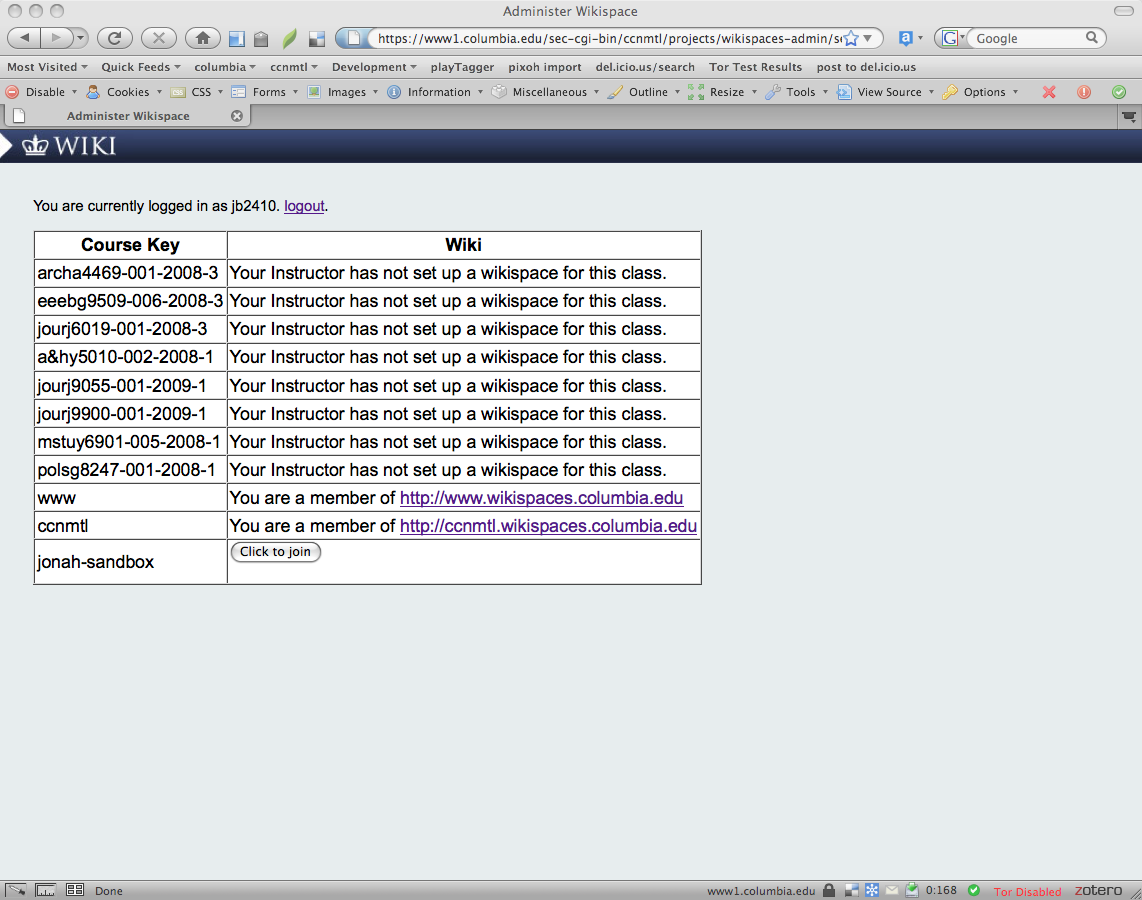 Administer Wikispace
https://www1.columbia.edu/sec-cgi-bin/ccnmtl/projects/wikispaces-admin/se
Google
Most Visited Quick Feeds columbia ccnmtl Development playTagger pixoh import del.icio.us/search Tor Test Results post to del.icio.us
Disable Cookies CSS Forms Images Information Miscellaneous Outline Resize Tools View Source Options
Administer Wikispace
WIKI
You are currently logged in as jb2410. logout.
Course Key Wiki
archa4469-001-2008-3 Your Instructor has not set up a wikispace for this class.
eeebg9509-006-2008-3 Your Instructor has not set up a wikispace for this class.
jourj6019-001-2008-3 Your Instructor has not set up a wikispace for this class.
a&hy5010-002-2008-1 Your Instructor has not set up a wikispace for this class.
jourj9055-001-2009-1 Your Instructor has not set up a wikispace for this class.
jourj9900-001-2009-1 Your Instructor has not set up a wikispace for this class.
mstuy6901-005-2008-1 Your Instructor has not set up a wikispace for this class.
polsg8247-001-2008-1 Your Instructor has not set up a wikispace for this class.
www You are a member of http://www.wikispaces.columbia.edu
ccnmtl You are a member of http://ccnmtl.wikispaces.columbia.edu
jonah-sandbox Click to join
Done www1.columbia.edu 0:168 Tor Disabled zotero